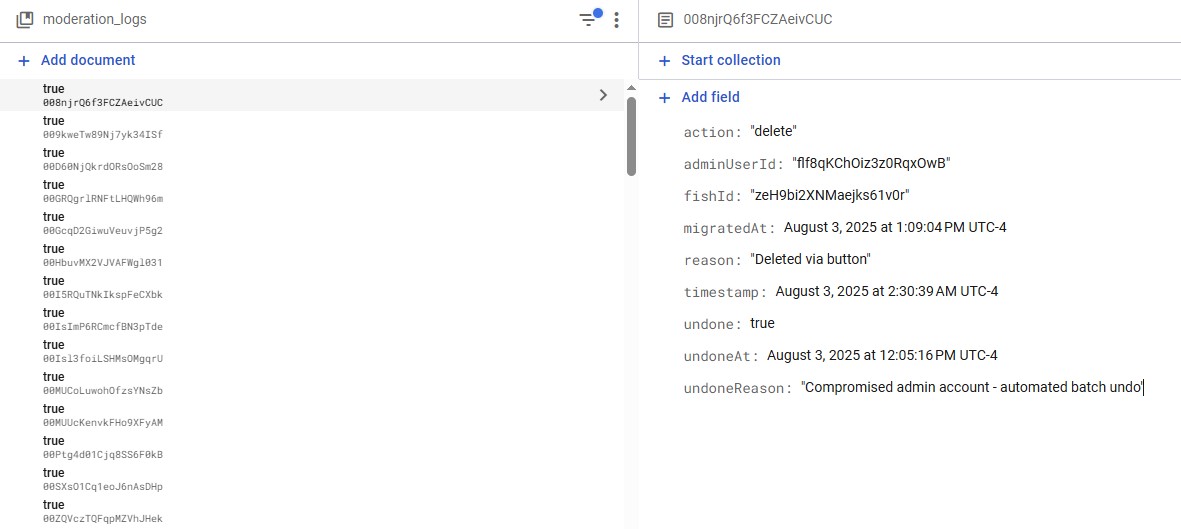 moderation_logs
Add document
true
008njrQ6f3FCZAeivCUC
true
009kweTw89Nj7yk34ISf
true
00D60NjQkrdORsOoSm28
true
00GRQgrlRNFtLHQWh96m
true
00GcqD2GiwuVeuvjP5g2
true
00HbuvMX2VJVAFWgl031
true
00I5RQuTNkIkspFeCXbk
true
00IsImP6RCmcfBN3pTde
true
00Isl3foiLSHMsOMgqrU
true
00MUCoLuwohOfzsYNsZb
true
00MUUcKenvkFHo9XFyAM
true
00Ptg4d01Cjq8SS6F0kB
true
00SXsO1Cq1eoJ6nAsDHp
true
00ZQVczTQFqpMZVhJHek
008njrQ6f3FCZAeivCUC
Start collection
Add field
action: "delete"
adminUserId: "flf8qKChOiz3z0RqxOwB"
fishId: "zeH9bi2XNMaejks61v0r"
migratedAt: August 3, 2025 at 1:09:04 PM UTC-4
reason: "Deleted via button"
timestamp: August 3, 2025 at 2:30:39 AM UTC-4
undone: true
undoneAt: August 3, 2025 at 12:05:16 PM UTC-4
undoneReason: "Compromised admin account - automated batch undo"